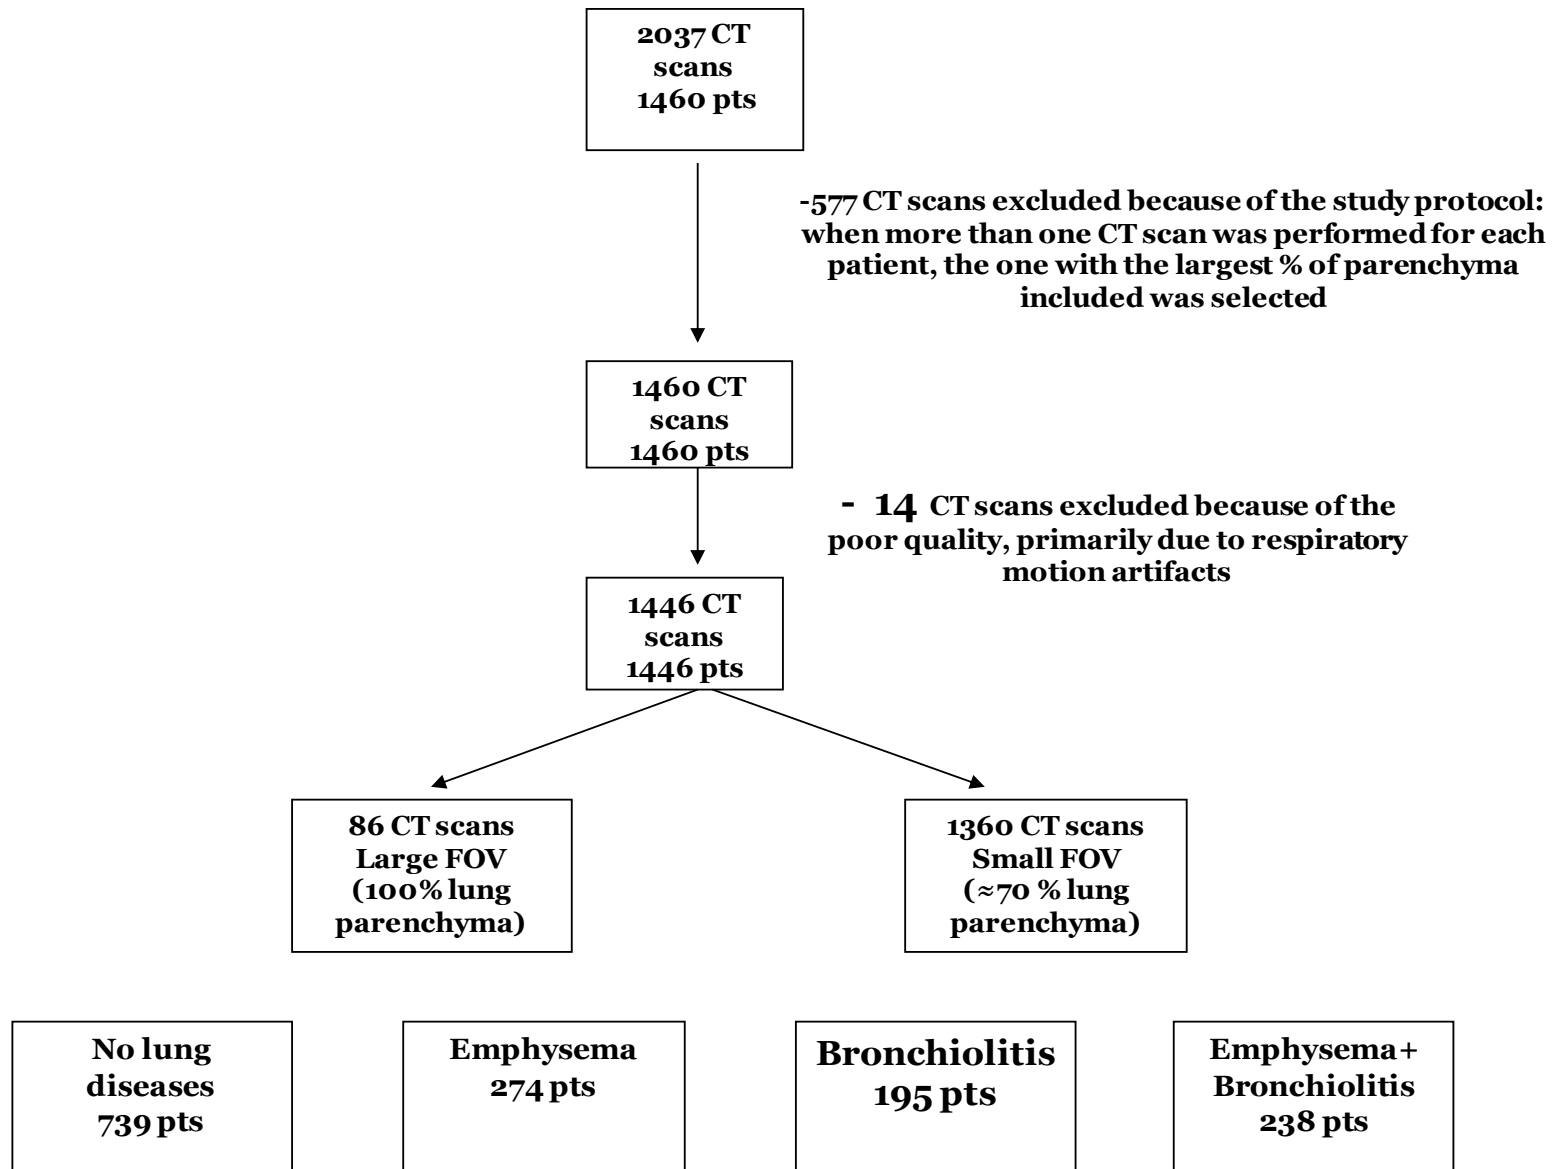 2037 CT
scans
1460 pts
-577 CT scans excluded because of the study protocol:
when more than one CT scan was performed for each
patient, the one with the largest % of parenchyma
included was selected
1460 CT
scans
1460 pts
- 14 CT scans excluded because of the
poor quality, primarily due to respiratory
motion artifacts
1446 CT
scans
1446 pts
86 CT scans
Large FOV
(100% lung
parenchyma)
1360 CT scans
Small FOV
(≈70 % lung
parenchyma)
No lung
diseases
739 pts
Emphysema
274 pts
Bronchiolitis
195 pts
Emphysema+
Bronchiolitis
238 pts